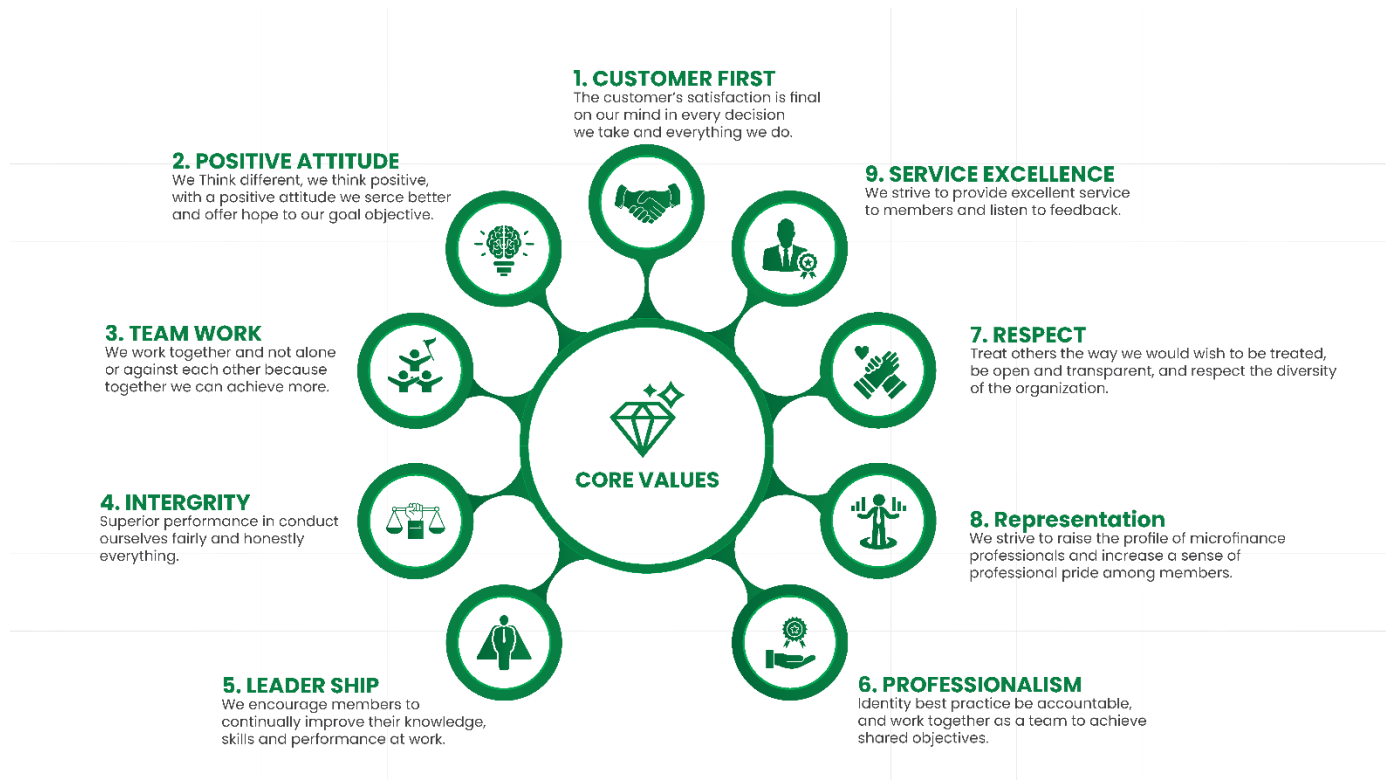 1. CUSTOMER FIRST
The customer's satisfaction is final
on our mind in every decision
we take and everything we do.
2. POSITIVE ATTITUDE
We Think different, we think positive,
with a positive attitude we serce better
and offer hope to our goal objective.
9. SERVICE EXCELLENCE
We strive to provide excellent service
to members and listen to feedback.
3. TEAM WORK
We work together and not alone
or against each other because
together we can achieve more.
7. RESPECT
Treat others the way we would wish to be treated,
be open and transparent, and respect the diversity
of the organization.
CORE VALUES
4. INTERGRITY
Superior performance in conduct
ourselves fairly and honestly
everything.
8. Representation
We strive to raise the profile of microfinance
professionals and increase a sense of
professional pride among members.
5. LEADER SHIP
We encourage members to
continually improve their knowledge,
skills and performance at work.
6. PROFESSIONALISM
Identity best practice be accountable,
and work together as a team to achieve
shared objectives.